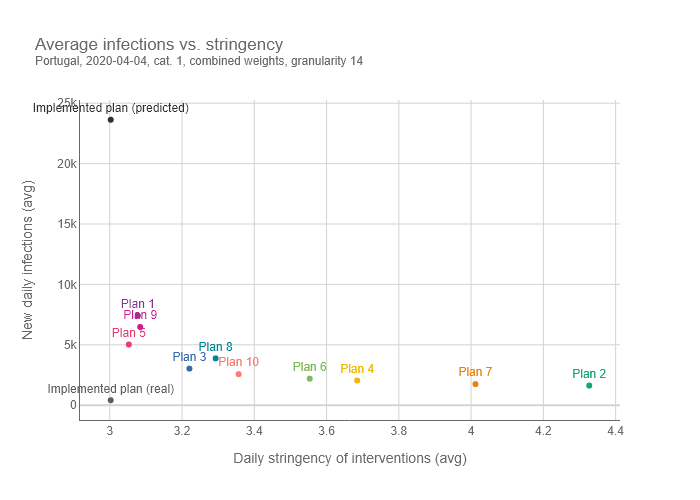 Average infections vs. stringency
Portugal, 2020-04-04, cat. 1, combined weights, granularity 14
25k
Implemented plan (predicted)
20k
15k
10k
Plan 1
Plan 9
Plan 5
5k
Plan 8
Plan 3
Plan 10
Plan 6
Plan 4
Plan 7
Plan 2
Implemented plan (real)
0
3
3.2
3.4
3.6
3.8
4
4.2
4.4
Daily stringency of interventions (avg)
New daily infections (avg)